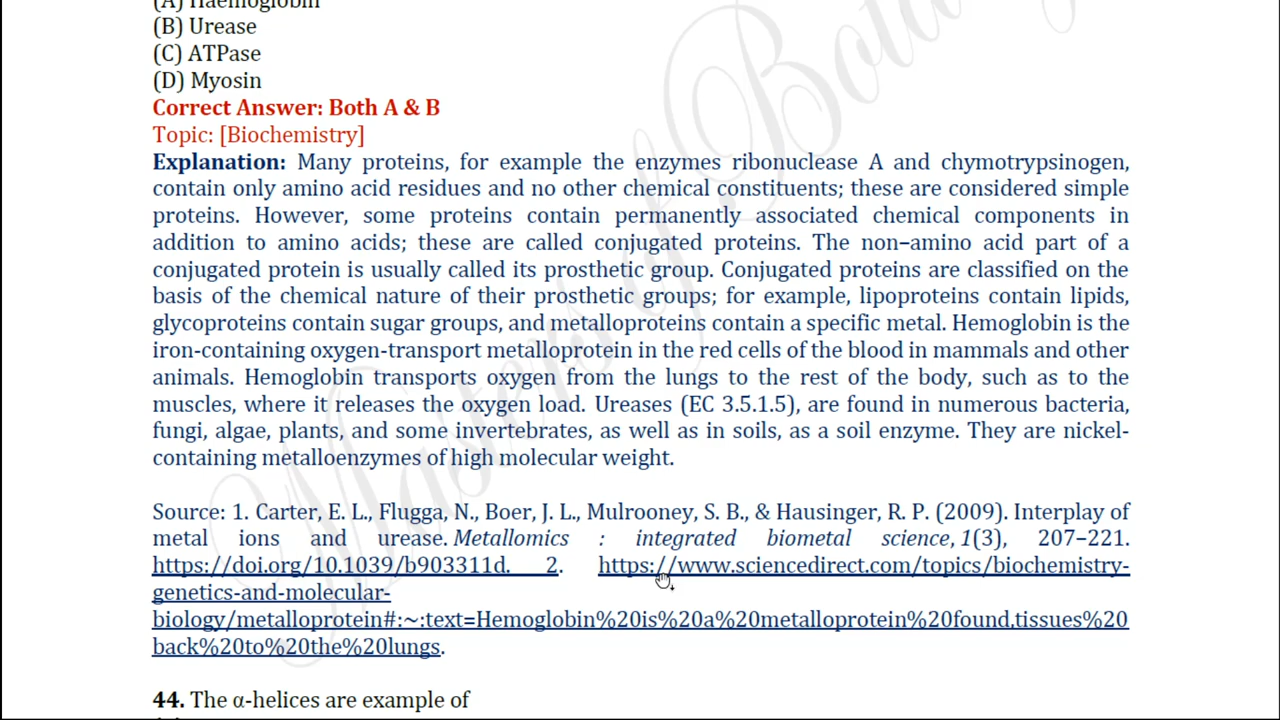 (A) Haemoglobin
(B) Urease
(C) ATPase
(D) Myosin
Correct Answer: Both A & B
Topic: [Biochemistry]
Explanation: Many proteins, for example the enzymes ribonuclease A and chymotrypsinogen,
contain only amino acid residues and no other chemical constituents; these are considered simple
proteins. However, some proteins contain permanently associated chemical components in
addition to amino acids; these are called conjugated proteins. The non–amino acid part of a
conjugated protein is usually called its prosthetic group. Conjugated proteins are classified on the
basis of the chemical nature of their prosthetic groups; for example, lipoproteins contain lipids,
glycoproteins contain sugar groups, and metalloproteins contain a specific metal. Hemoglobin is the
iron-containing oxygen-transport metalloprotein in the red cells of the blood in mammals and other
animals. Hemoglobin transports oxygen from the lungs to the rest of the body, such as to the
muscles, where it releases the oxygen load. Ureases (EC 3.5.1.5), are found in numerous bacteria,
fungi, algae, plants, and some invertebrates, as well as in soils, as a soil enzyme. They are nickel-
containing metalloenzymes of high molecular weight.
Source: 1. Carter, E. L., Flugga, N., Boer, J. L., Mulrooney, S. B., & Hausinger, R. P. (2009). Interplay of
metal ions and urease. Metallomics : integrated biometal science, 1(3), 207–221.
https://doi.org/10.1039/b903311d. 2. https://www.sciencedirect.com/topics/biochemistry-
genetics-and-molecular-
biology/metalloprotein#:~:text=Hemoglobin%20is%20a%20metalloprotein%20found,tissues%20
back%20to%20the%20lungs.
44. The α-helices are example of
Masters of